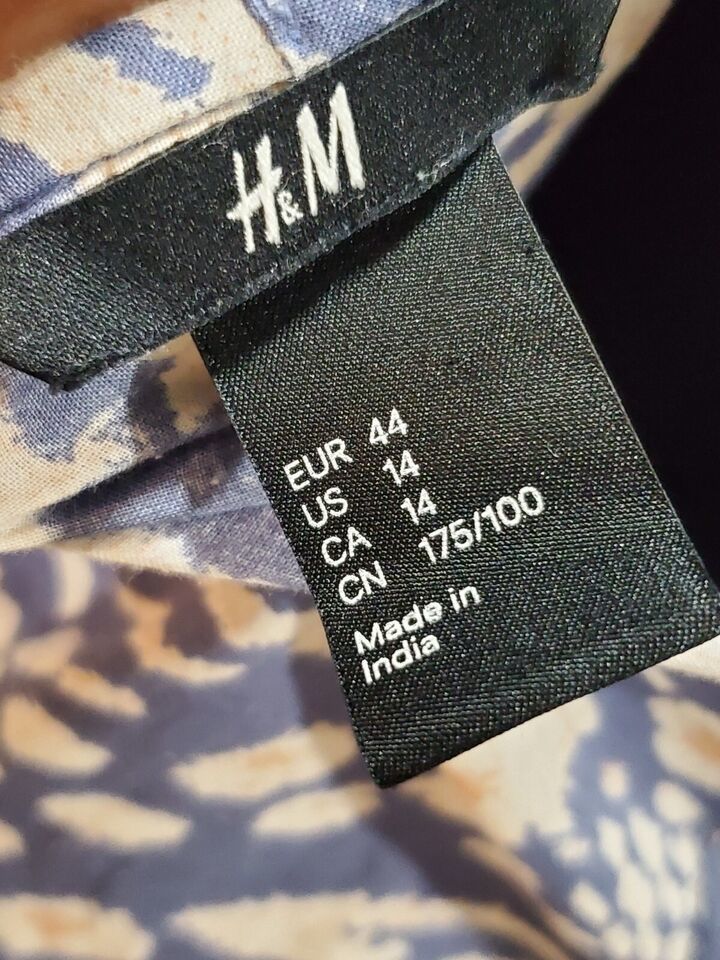 H&M
EUR 44
US 14
CA 14
CN 175/100
Made in
India